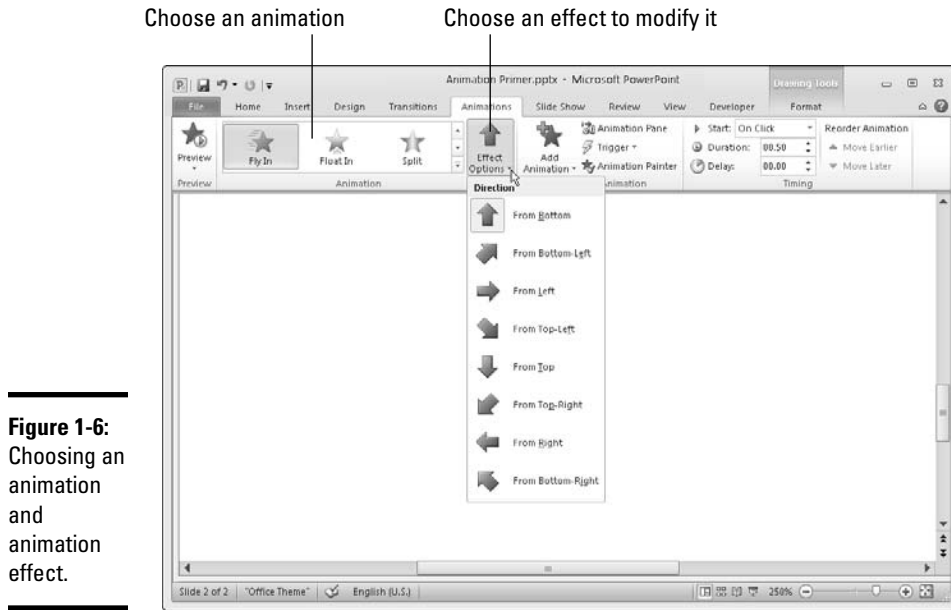 Choose an animation
Choose an effect to modify it
Animation Primer.pptx - Microsoft PowerPoint
Drawing Tools
File Home Insert Design Transitions Animations Slide Show Review View Developer Format
Preview
Fly In
Float In
Split
Effect Options
Add Animation
Animation Pane
Trigger
Animation Painter
Start: On Click
Duration: 00.50
Delay: 00.00
Reorder Animation
Move Earlier
Move Later
Preview
Animation
Animation
Timing
Direction
From Bottom
From Bottom-Left
From Left
From Top-Left
From Top
From Top-Right
From Right
From Bottom-Right
Figure 1-6:
Choosing an
animation
and
animation
effect.
Slide 2 of 2
"Office Theme"
English (U.S.)
250%